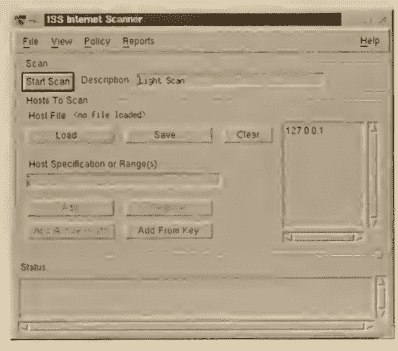 ISS Internet Scanner
File View Policy Reports Help
Scan
Start Scan Description Light Scan
Hosts To Scan
Host File <no file loaded>
Load Save... Clear
127.0.0.1
Host Specification or Range(s)
Add
Add From Key
Status